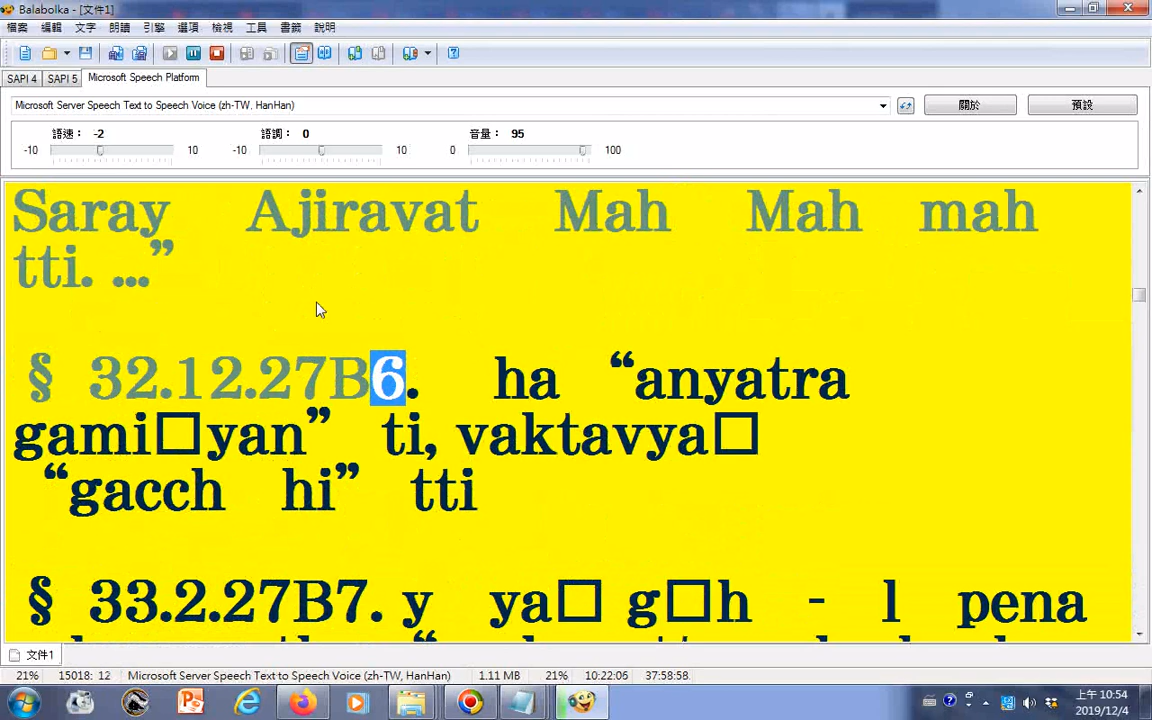 Balabolka - [文件1]
檔案 編輯 文字 朗讀 引擎 選項 檢視 工具 書籤 說明
SAPI 4 SAPI 5 Microsoft Speech Platform
Microsoft Server Speech Text to Speech Voice (zh-TW, HanHan) 關於 預設
語速： -2 語調： 0 音量： 95
-10 10 -10 10 0 100
Saray Ajiravat Mah Mah mah
tti. ...”
§ 32.12.27B6. ha “anyatra
gami□yan” ti, vaktavya□
“gacch hi” tti
§ 33.2.27B7. y ya□ g□h - l pena
文件1
21% 15018: 12 Microsoft Server Speech Text to Speech Voice (zh-TW, HanHan) 1.11 MB 21% 10:22:06 37:58:58.
上午 10:54
2019/12/4